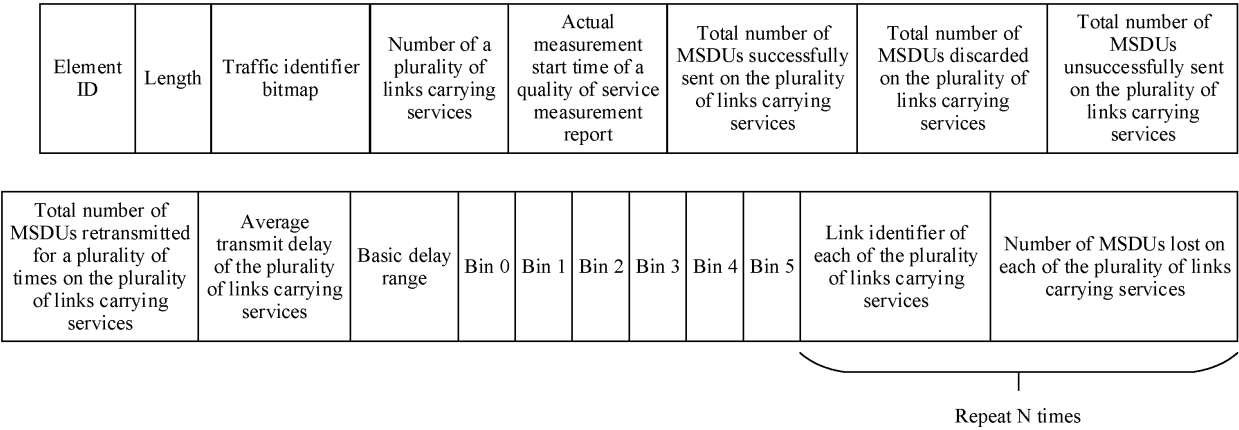 Element
ID
Length
Traffic identifier
bitmap
Number of a
plurality of
links carrying
services
Actual
measurement
start time of a
quality of service
measurement
report
Total number of
MSDUs successfully
sent on the plurality
of links carrying
services
Total number of
MSDUs discarded
on the plurality of
links carrying
services
Total number of
MSDUs
unsuccessfully sent
on the plurality of
links carrying
services
Total number of
MSDUs retransmitted
for a plurality of
times on the plurality
of links carrying
services
Average
transmit delay
of the plurality
of links carrying
services
Basic delay
range
Bin 0
Bin 1
Bin 2
Bin 3
Bin 4
Bin 5
Link identifier of
each of the plurality
of links carrying
services
Number of MSDUs lost on
each of the plurality of links
carrying services
Repeat N times